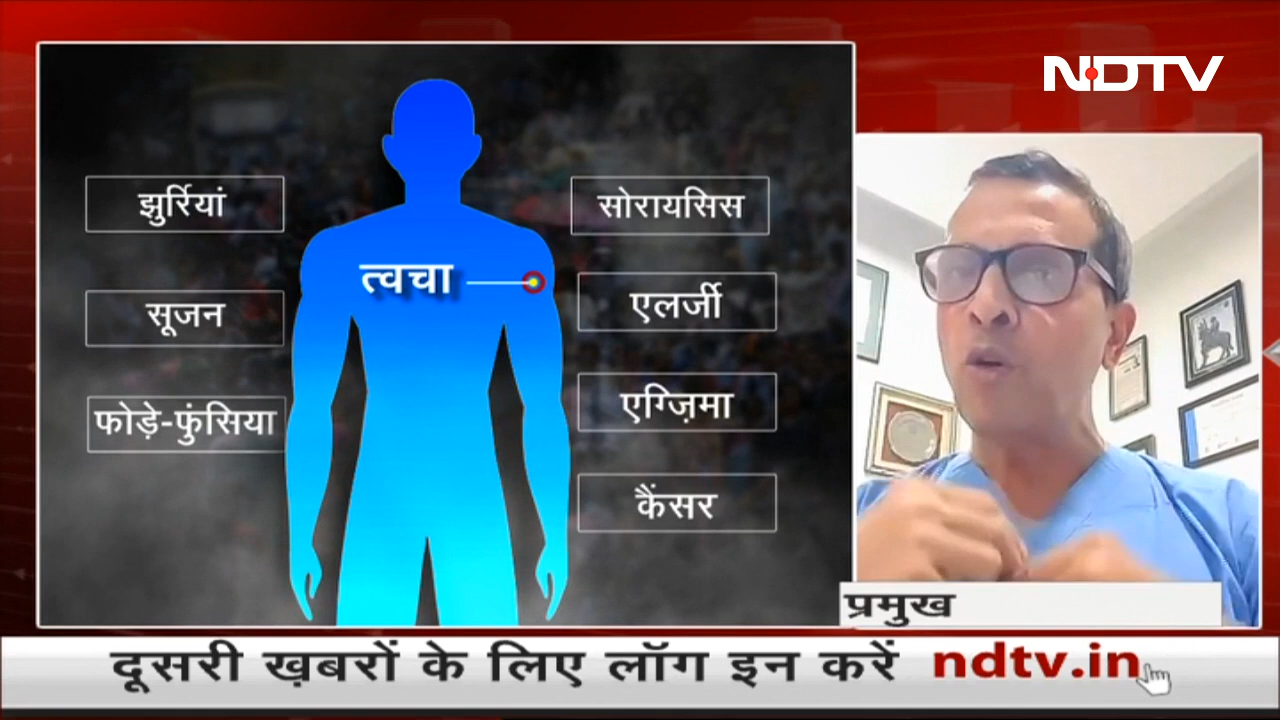 NDTV
झुर्रियां
सूजन
फोड़े-फुंसिया
त्वचा
सोरायसिस
एलर्जी
एग्ज़िमा
कैंसर
प्रमुख
दूसरी ख़बरों के लिए लॉग इन करें ndtv.in